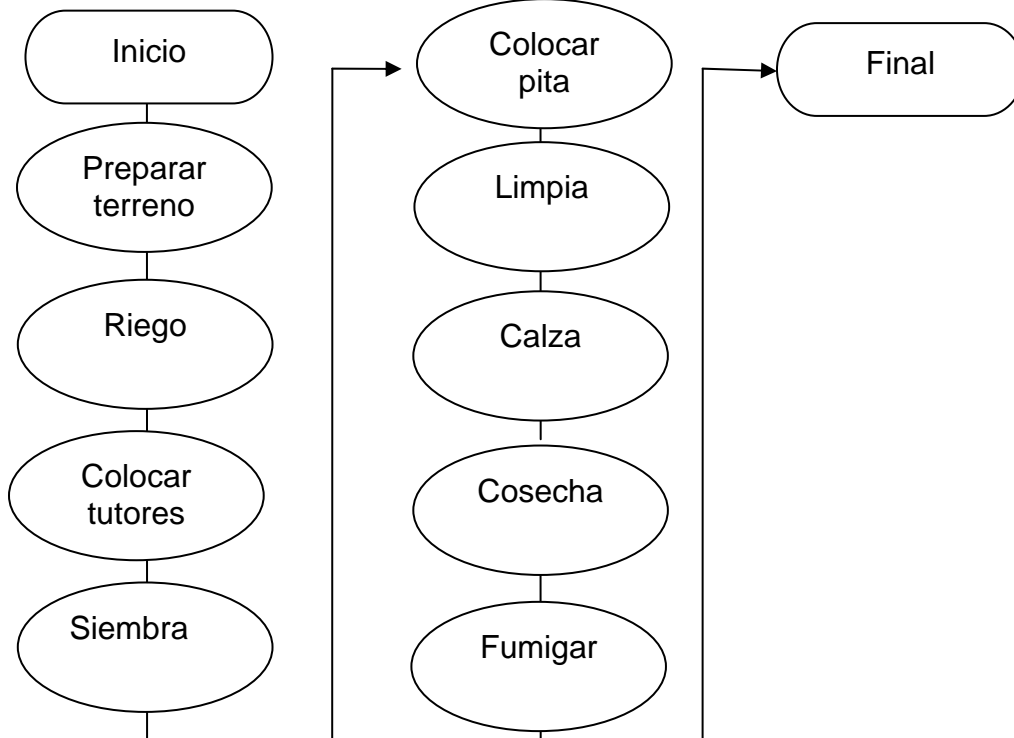 Inicio
Preparar
terreno
Riego
Colocar
tutores
Siembra
Colocar
pita
Limpia
Calza
Cosecha
Fumigar
Final